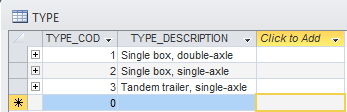 TYPE
TYPE_COD TYPE_DESCRIPTION Click to Add
1 Single box, double-axle
2 Single box, single-axle
3 Tandem trailer, single-axle
0